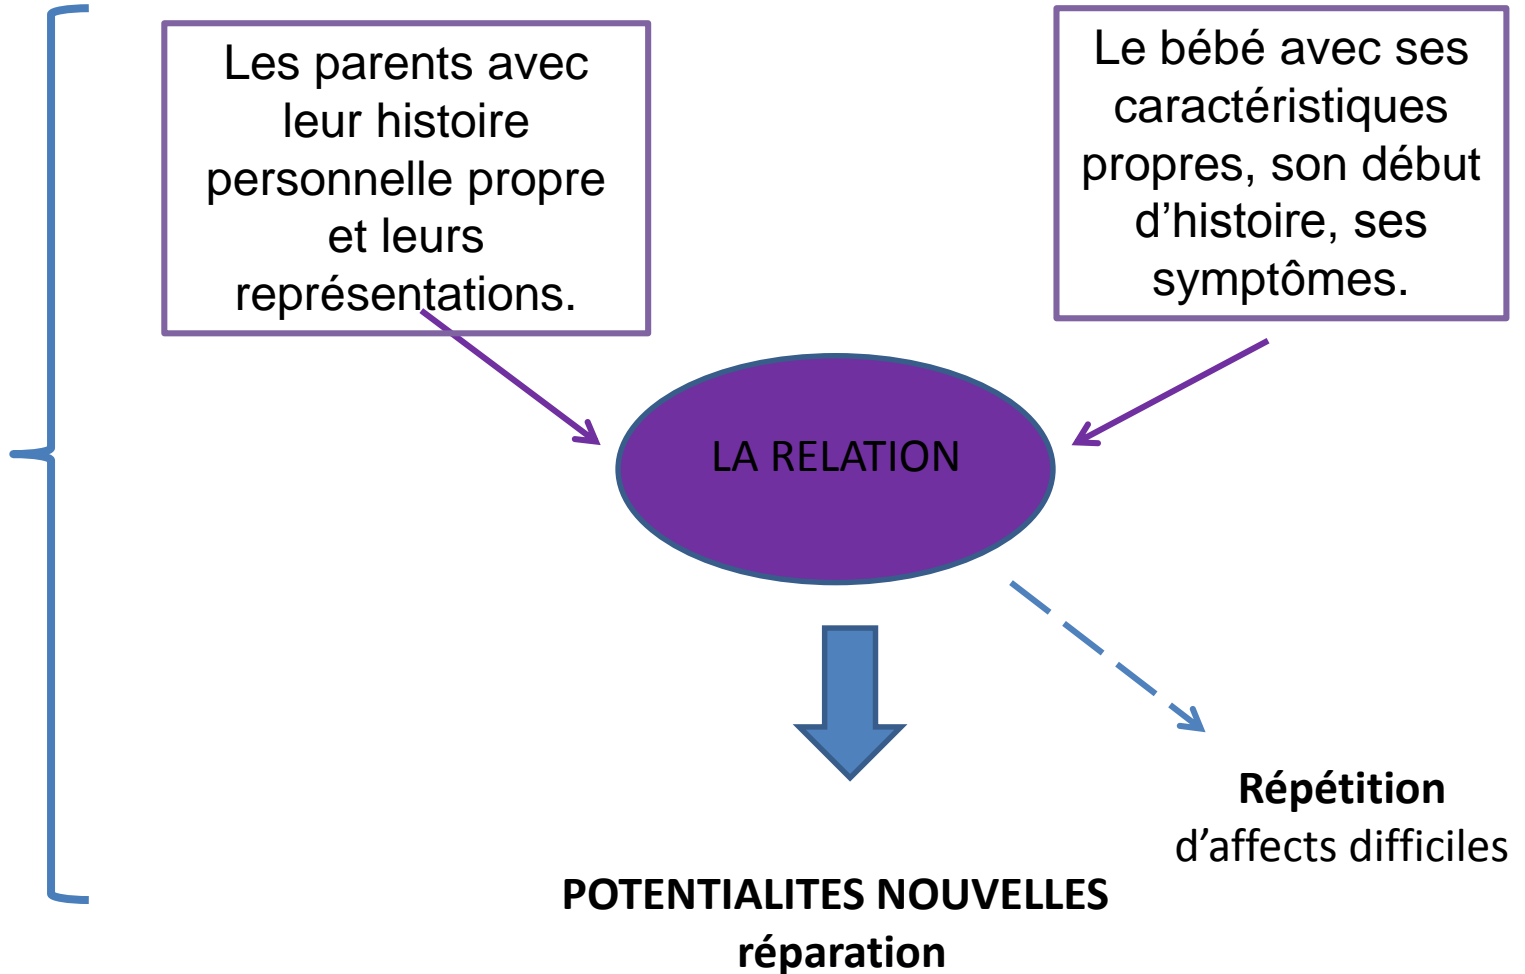 Les parents avec
leur histoire
personnelle propre
et leurs
représentations.
Le bébé avec ses
caractéristiques
propres, son début
d’histoire, ses
symptômes.
LA RELATION
Répétition
d’affects difficiles
POTENTIALITES NOUVELLES
réparation